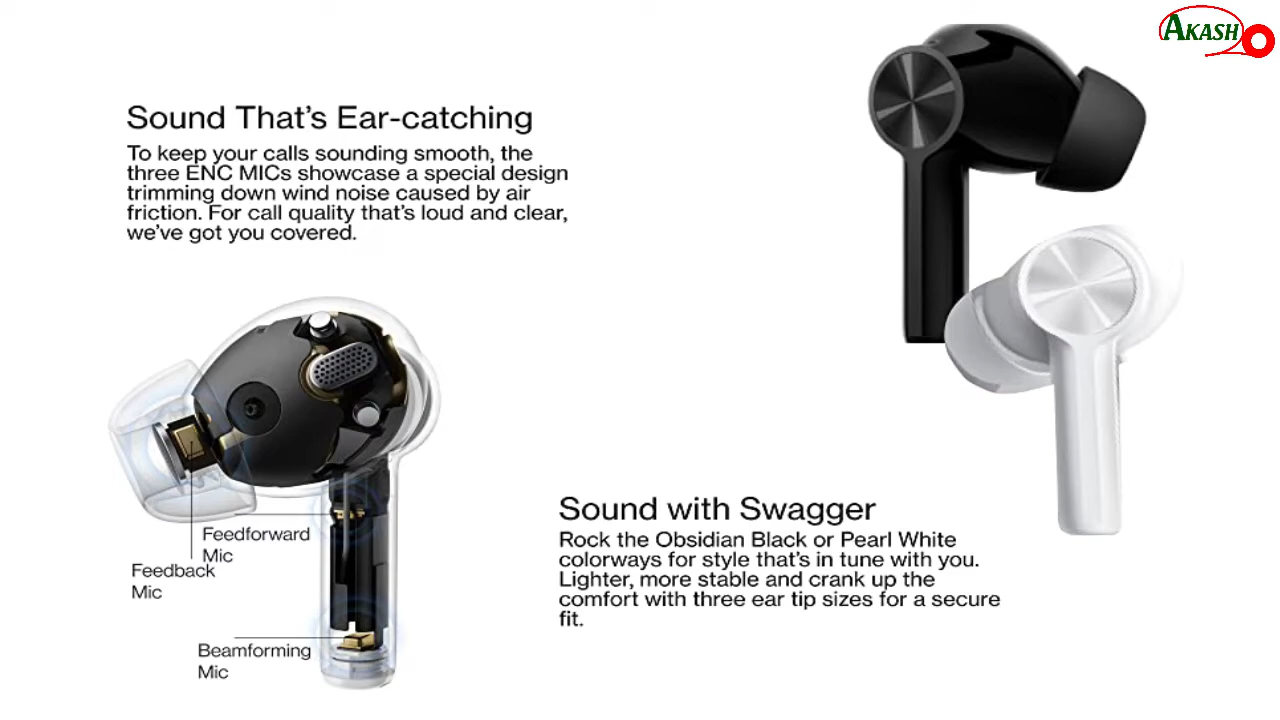 AKASH
Sound That's Ear-catching
To keep your calls sounding smooth, the
three ENC MICs showcase a special design
trimming down wind noise caused by air
friction. For call quality that's loud and clear,
we've got you covered.
Feedforward
Mic
Feedback
Mic
Beamforming
Mic
Sound with Swagger
Rock the Obsidian Black or Pearl White
colorways for style that's in tune with you.
Lighter, more stable and crank up the
comfort with three ear tip sizes for a secure
fit.